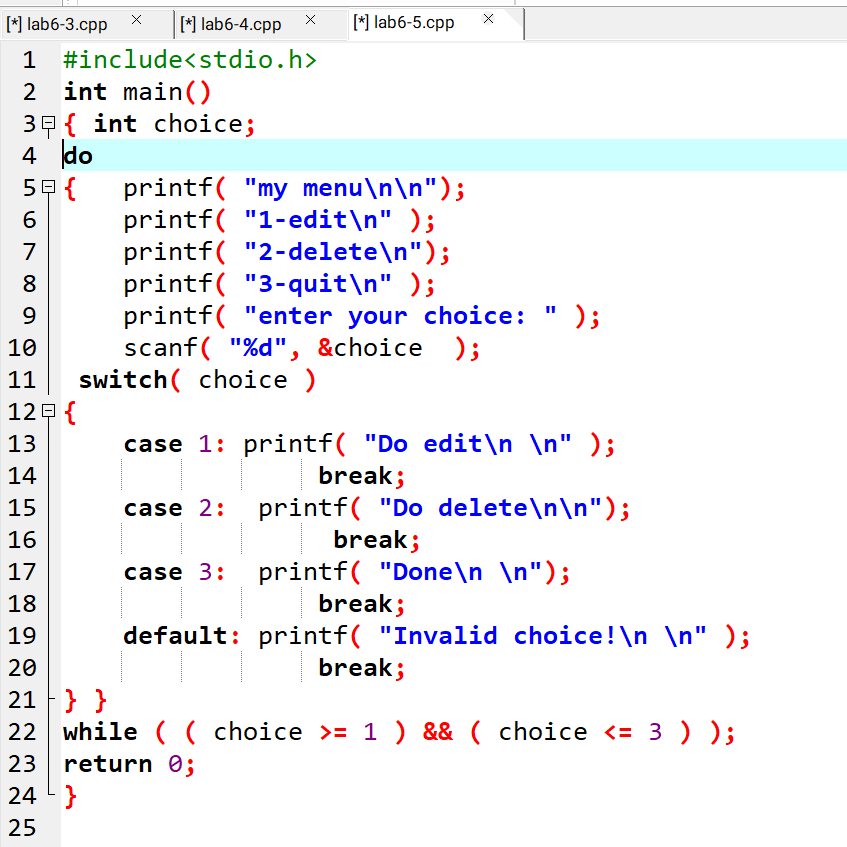 [*] lab6-3.cpp × [*] lab6-4.cpp × [*] lab6-5.cpp ×
1 #include<stdio.h>
2 int main()
3 { int choice;
4 do
5 {   printf( "my menu\n\n");
6     printf( "1-edit\n" );
7     printf( "2-delete\n");
8     printf( "3-quit\n" );
9     printf( "enter your choice: " );
10     scanf( "%d", &choice  );
11  switch( choice )
12 {
13     case 1: printf( "Do edit\n \n" );
14                  break;
15     case 2:  printf( "Do delete\n\n");
16                   break;
17     case 3:  printf( "Done\n \n");
18                  break;
19     default: printf( "Invalid choice!\n \n" );
20                  break;
21 } }
22 while ( ( choice >= 1 ) && ( choice <= 3 ) );
23 return 0;
24 }
25